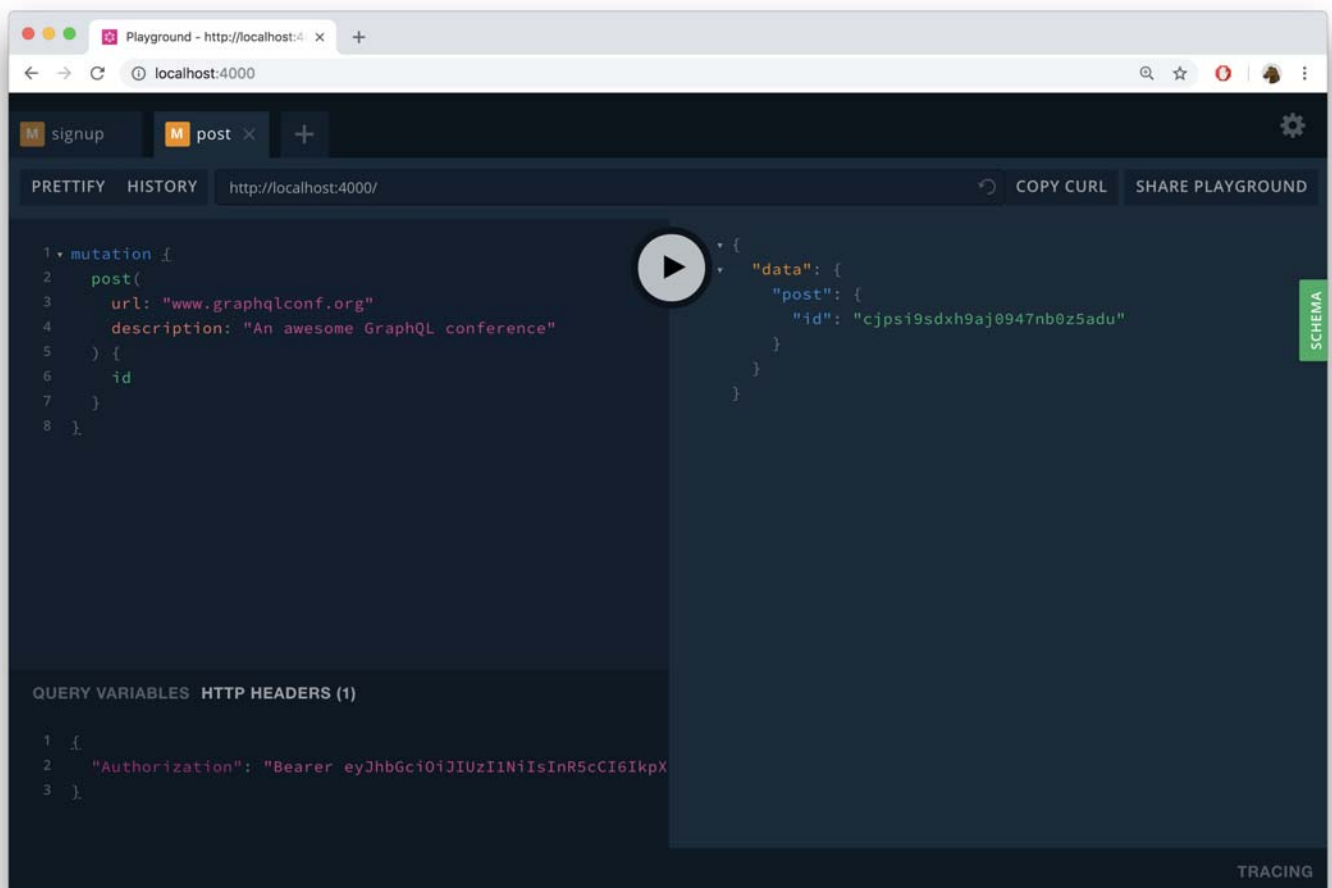 Playground - http://localhost:4
localhost:4000
M signup
M post
PRETTIFY HISTORY http://localhost:4000/ COPY CURL SHARE PLAYGROUND
1 mutation {
2 post(
3 url: "www.graphqlconf.org"
4 description: "An awesome GraphQL conference"
5 ) {
6 id
7 }
8 }
{
"data": {
"post": {
"id": "cjpsi9sdxh9aj0947nb0z5adu"
}
}
}
SCHEMA
QUERY VARIABLES HTTP HEADERS (1)
1 {
2 "Authorization": "Bearer eyJhbGciOiJIUzI1NiIsInR5cCI6IkpX
3 }
TRACING